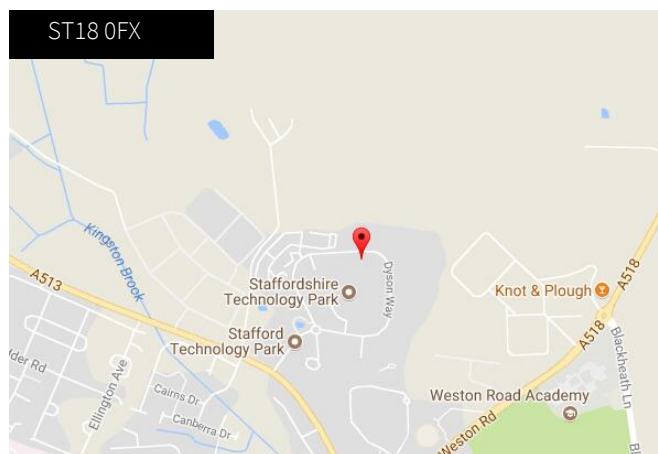 ST18 0FX
Kingston Brook
A513
Staffordshire
Technology Park
Dyson Way
Knot & Plough
A518
A518
Stafford
Technology Park
Blackheath Ln
Ellington Ave
Cairns Dr
Canberra Dr
Weston Road Academy
Weston Rd